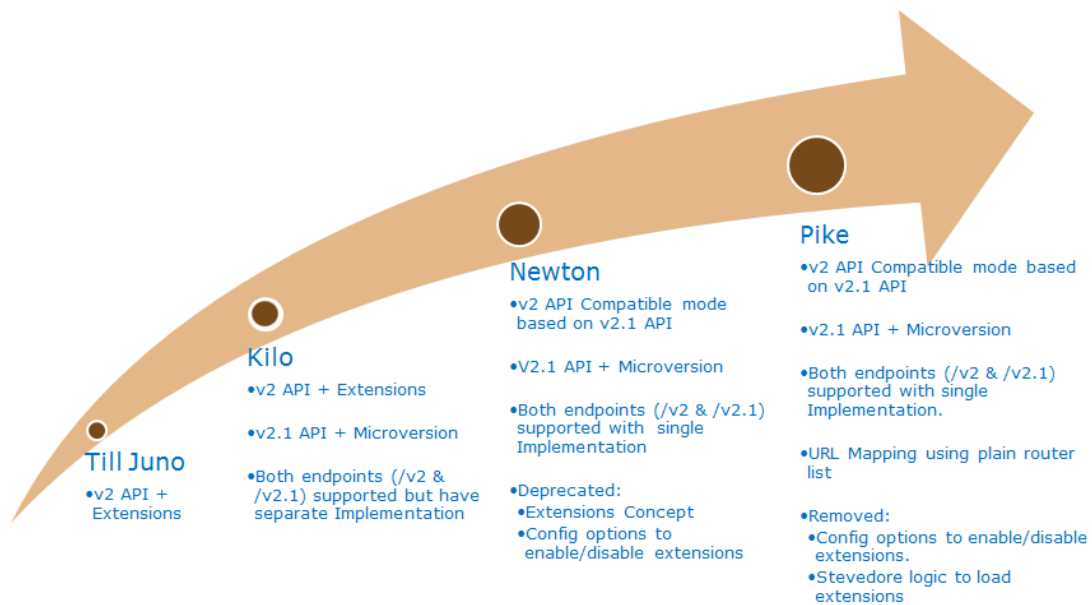 Till Juno
•v2 API +
Extensions
Kilo
•v2 API + Extensions
•v2.1 API + Microversion
•Both endpoints (/v2 &
/v2.1) supported but have
separate Implementation
Newton
•v2 API Compatible mode
based on v2.1 API
•V2.1 API + Microversion
•Both endpoints (/v2 & /v2.1)
supported with single
Implementation
•Deprecated:
•Extensions Concept
•Config options to
enable/disable extensions
Pike
•v2 API Compatible mode based
on v2.1 API
•v2.1 API + Microversion
•Both endpoints (/v2 & /v2.1)
supported with single
Implementation.
•URL Mapping using plain router
list
•Removed:
•Config options to enable/disable
extensions.
•Stevedore logic to load
extensions